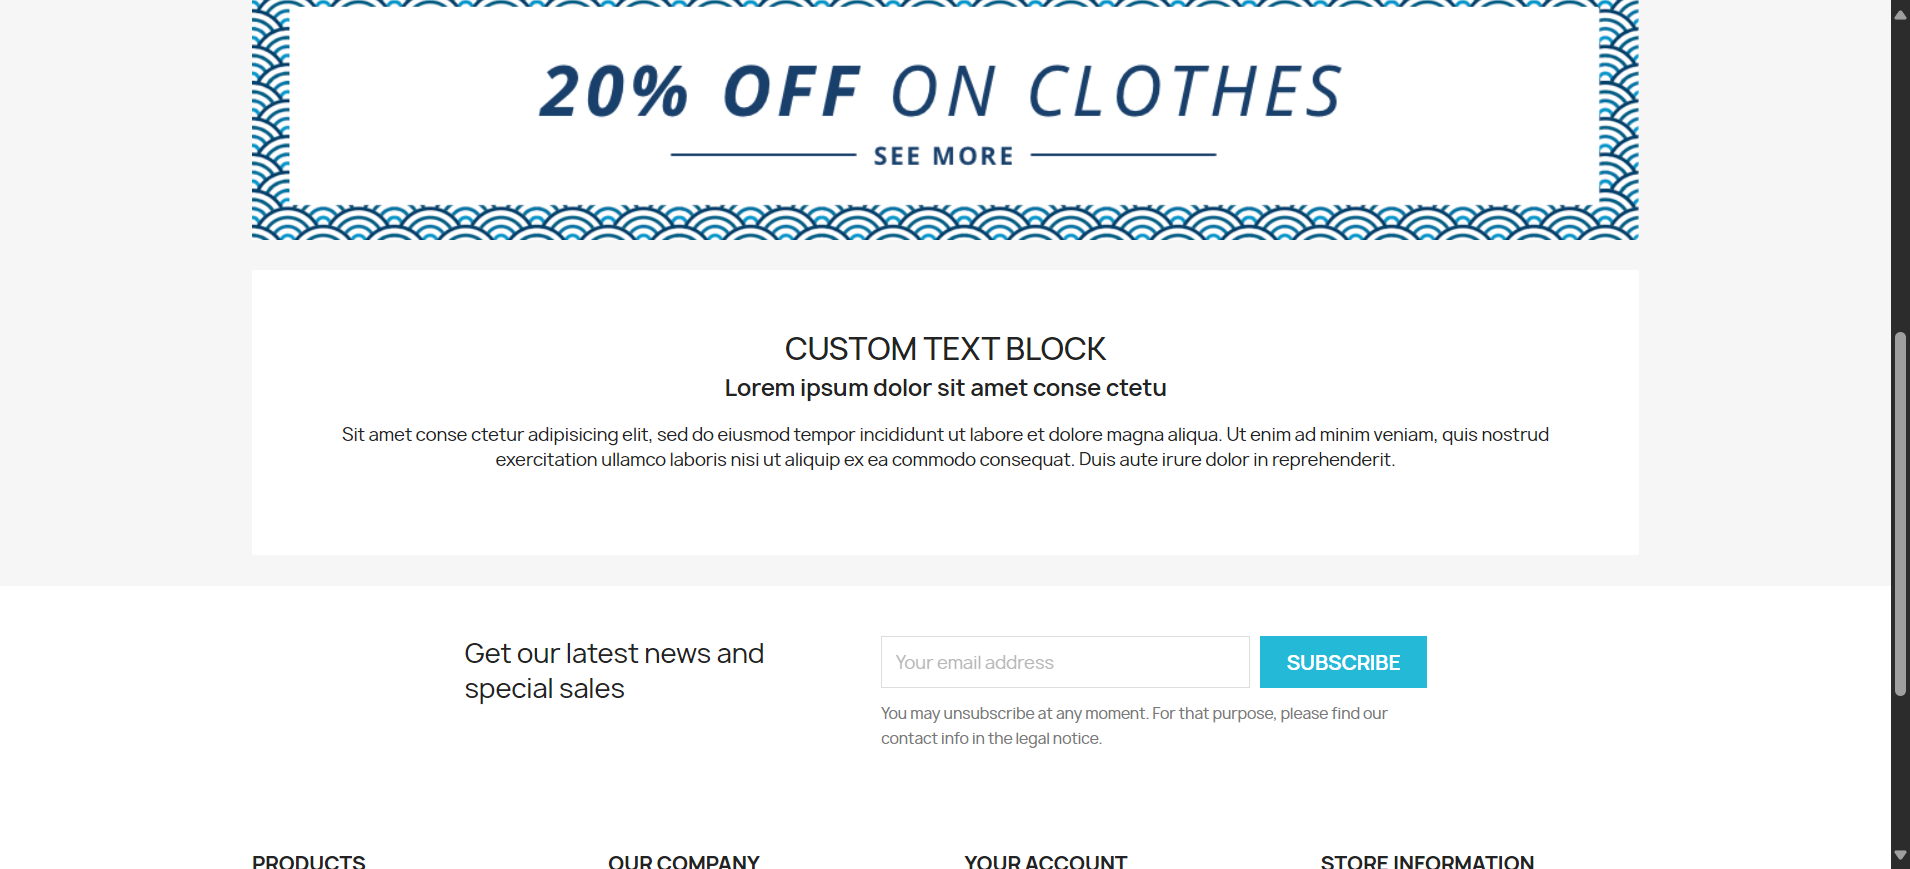 20% OFF ON CLOTHES
SEE MORE
CUSTOM TEXT BLOCK
Lorem ipsum dolor sit amet conse ctetu
Sit amet conse ctetur adipisicing elit, sed do eiusmod tempor incididunt ut labore et dolore magna aliqua. Ut enim ad minim veniam, quis nostrud
exercitation ullamco laboris nisi ut aliquip ex ea commodo consequat. Duis aute irure dolor in reprehenderit.
Get our latest news and
special sales
Your email address
SUBSCRIBE
You may unsubscribe at any moment. For that purpose, please find our
contact info in the legal notice.
PRODUCTS
OUR COMPANY
YOUR ACCOUNT
STORE INFORMATION